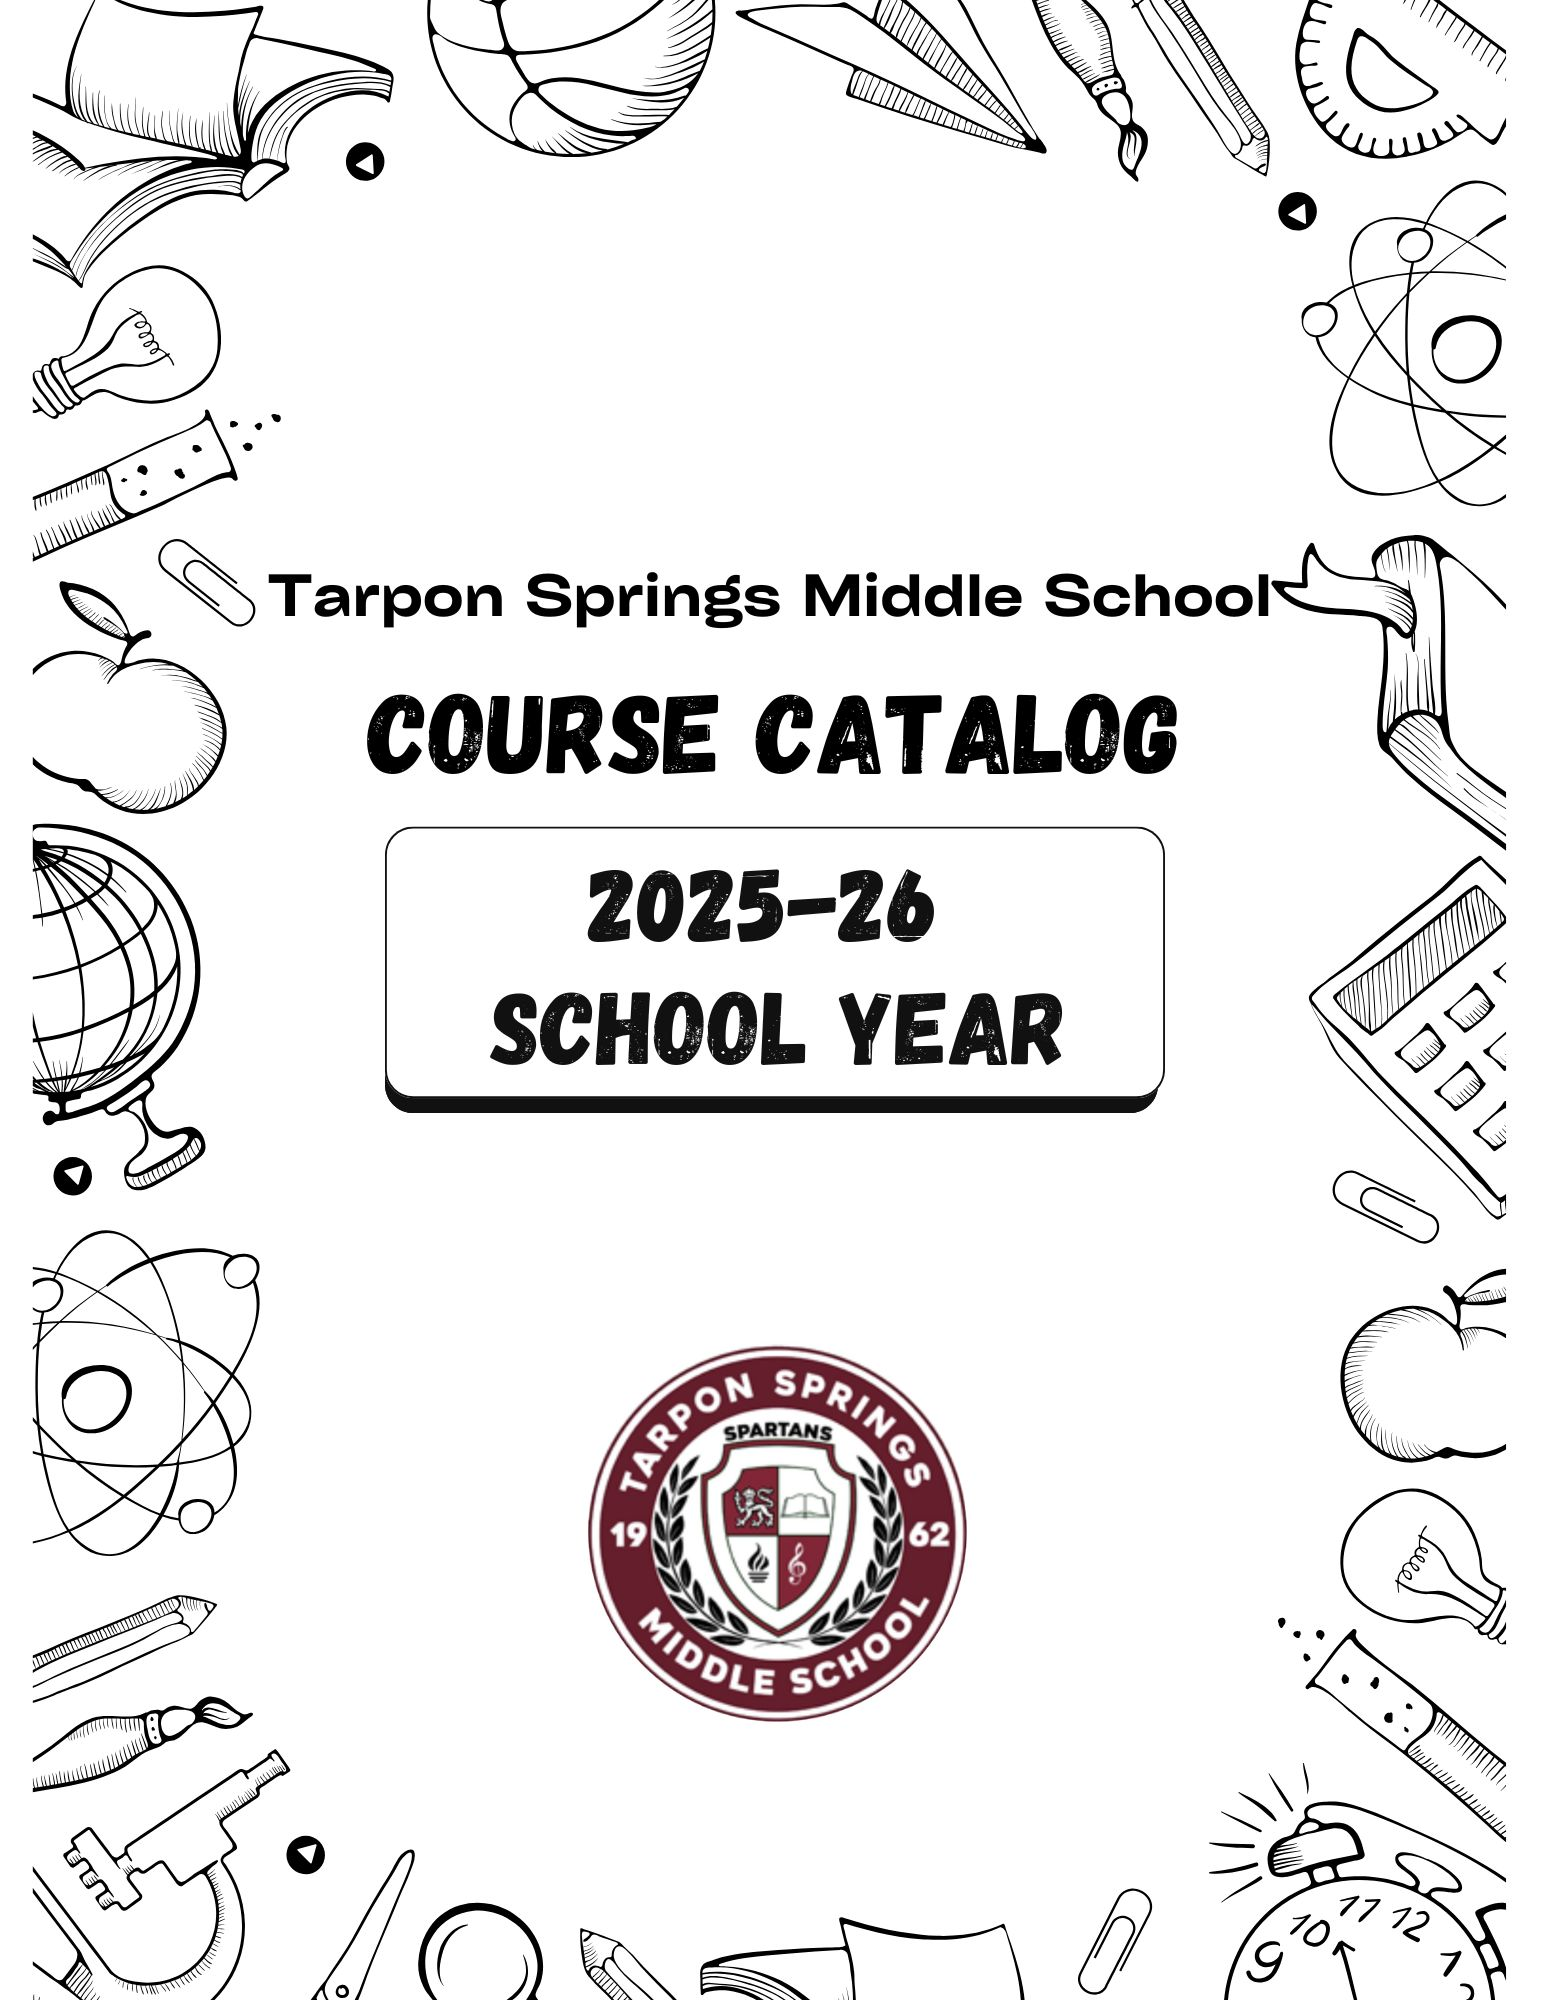 Tarpon Springs Middle School
COURSE CATALOG
2025–26
SCHOOL YEAR
TARPON SPRINGS
SPARTANS
19 62
MIDDLE SCHOOL
9 10 11 12 1